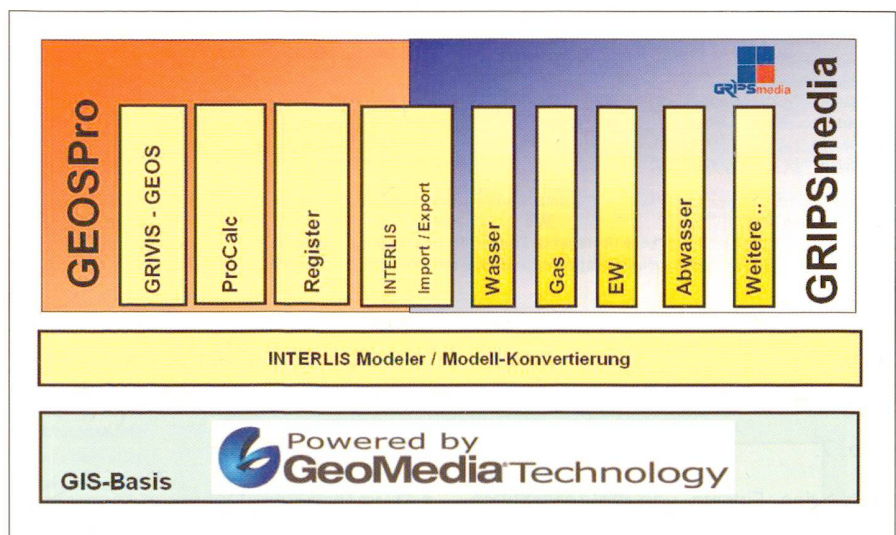 GEOSPro
GRIVIS - GEOS
ProCalc
Register
INTERLIS
Import / Export
Wasser
Gas
EW
Abwasser
Weitere ..
GRIPSmedia
GRIPSmedia
INTERLIS Modeler / Modell-Konvertierung
GIS-Basis
Powered by
GeoMedia Technology